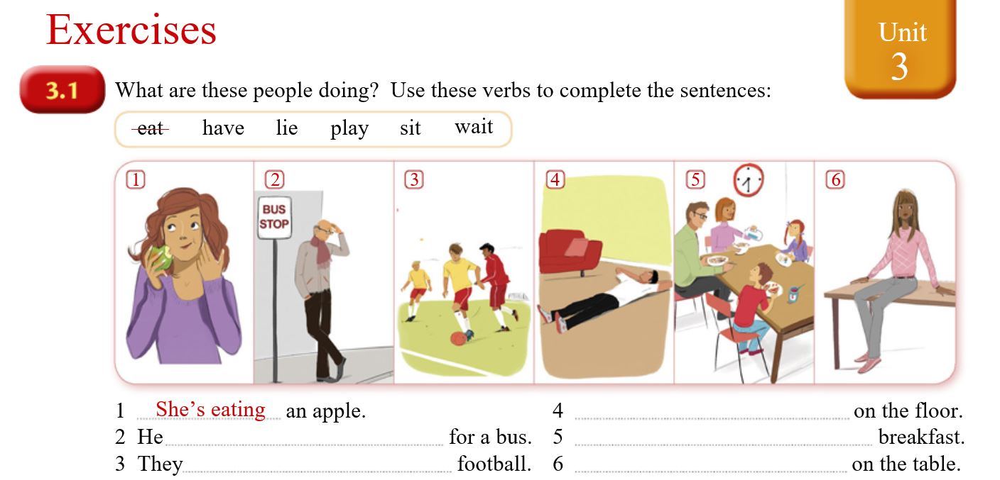 Exercises
Unit
3
3.1 What are these people doing? Use these verbs to complete the sentences:
eat have lie play sit wait
1 2 3 4 5 6
BUS
STOP
1 She's eating an apple.
2 He ........ for a bus.
3 They ........ football.
4 ........ on the floor.
5 ........ breakfast.
6 ........ on the table.